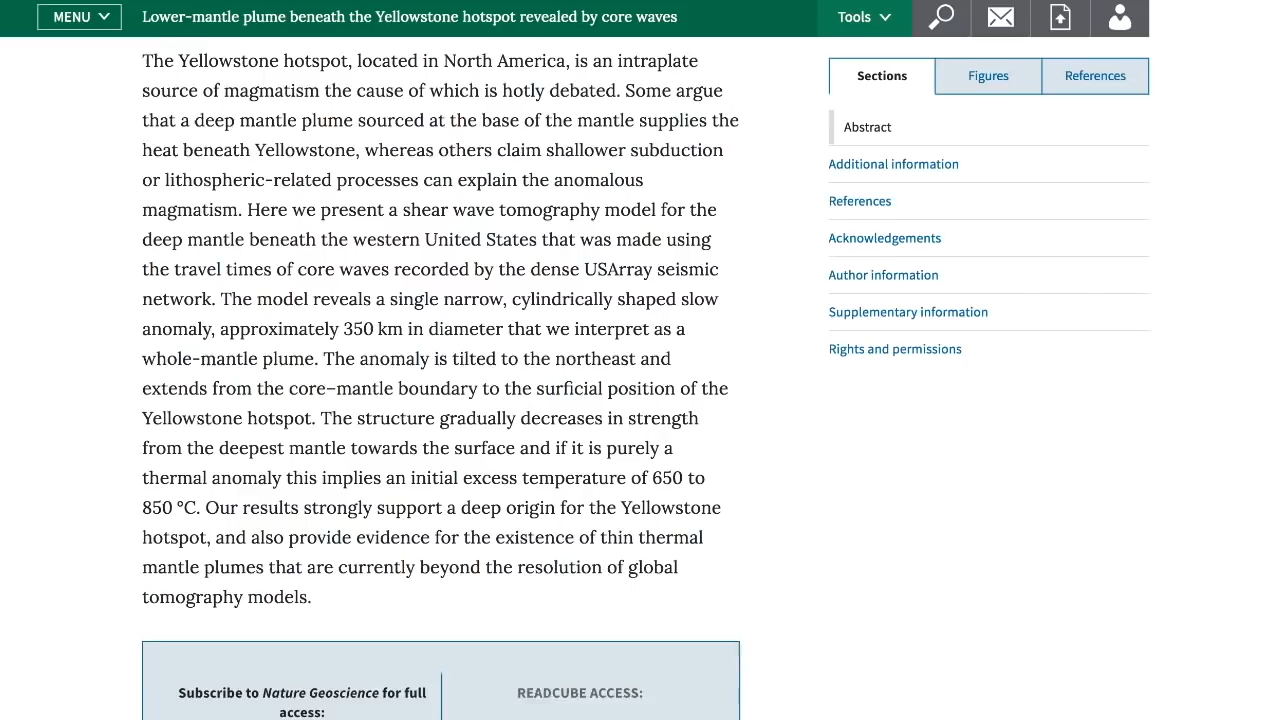 MENU
Lower-mantle plume beneath the Yellowstone hotspot revealed by core waves
Tools
The Yellowstone hotspot, located in North America, is an intraplate
source of magmatism the cause of which is hotly debated. Some argue
that a deep mantle plume sourced at the base of the mantle supplies the
heat beneath Yellowstone, whereas others claim shallower subduction
or lithospheric-related processes can explain the anomalous
magmatism. Here we present a shear wave tomography model for the
deep mantle beneath the western United States that was made using
the travel times of core waves recorded by the dense USArray seismic
network. The model reveals a single narrow, cylindrically shaped slow
anomaly, approximately 350 km in diameter that we interpret as a
whole-mantle plume. The anomaly is tilted to the northeast and
extends from the core–mantle boundary to the surficial position of the
Yellowstone hotspot. The structure gradually decreases in strength
from the deepest mantle towards the surface and if it is purely a
thermal anomaly this implies an initial excess temperature of 650 to
850 °C. Our results strongly support a deep origin for the Yellowstone
hotspot, and also provide evidence for the existence of thin thermal
mantle plumes that are currently beyond the resolution of global
tomography models.
Subscribe to Nature Geoscience for full
access:
READCUBE ACCESS:
Sections
Figures
References
Abstract
Additional information
References
Acknowledgements
Author information
Supplementary information
Rights and permissions